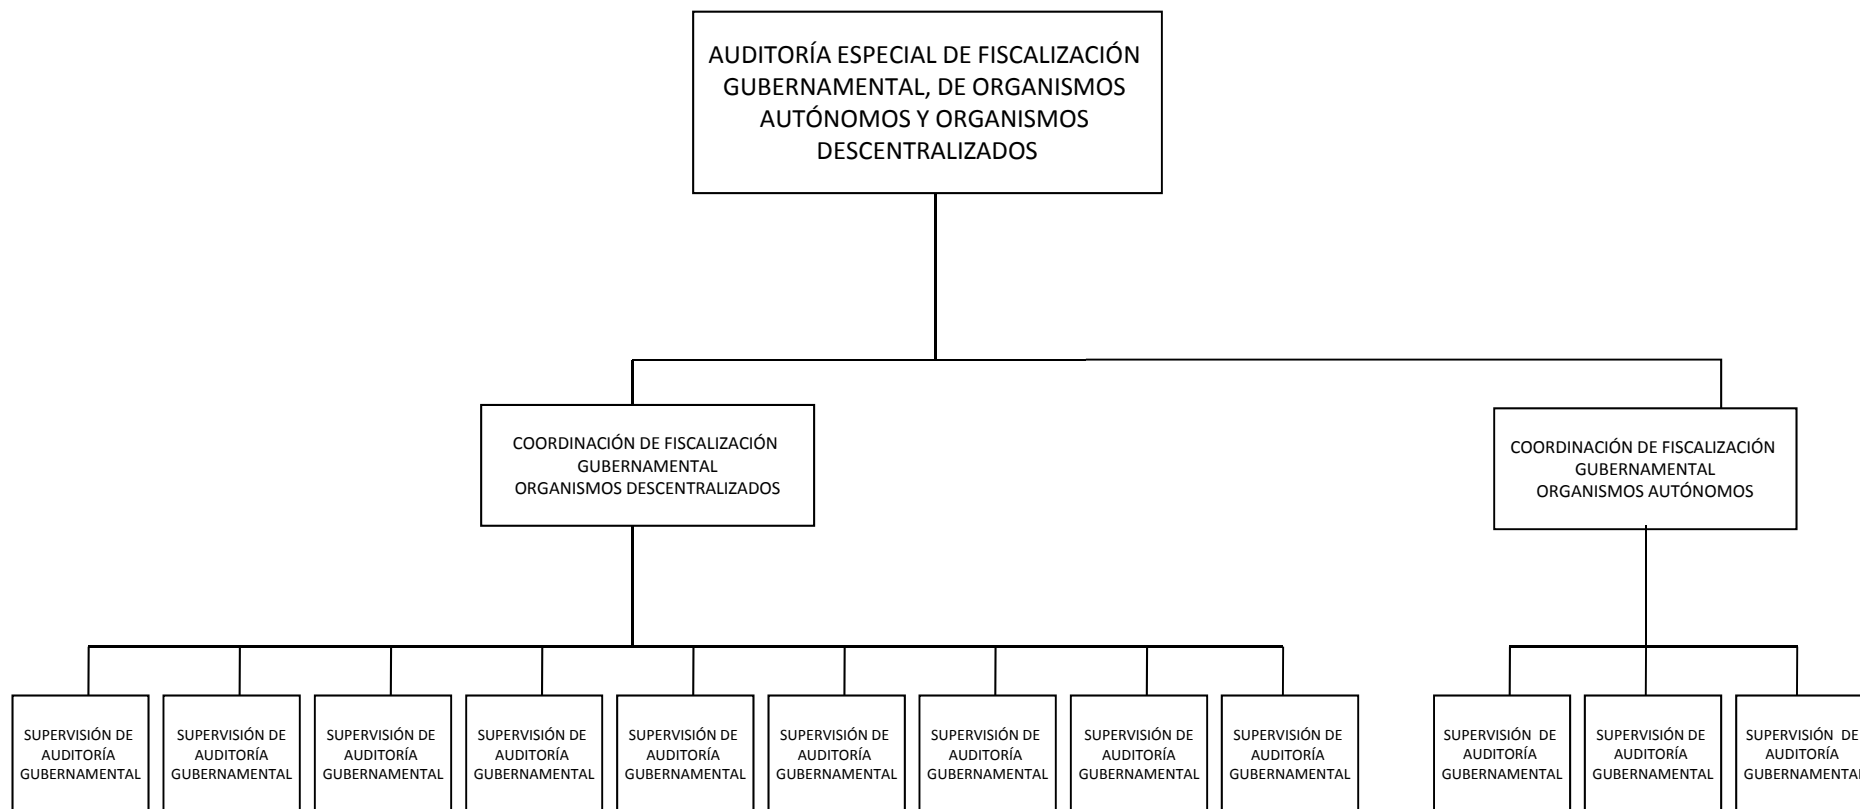 AUDITORÍA ESPECIAL DE FISCALIZACIÓN
GUBERNAMENTAL, DE ORGANISMOS
AUTÓNOMOS Y ORGANISMOS
DESCENTRALIZADOS
COORDINACIÓN DE FISCALIZACIÓN
GUBERNAMENTAL
ORGANISMOS DESCENTRALIZADOS
COORDINACIÓN DE FISCALIZACIÓN
GUBERNAMENTAL
ORGANISMOS AUTÓNOMOS
SUPERVISIÓN DE
AUDITORÍA
GUBERNAMENTAL
SUPERVISIÓN DE
AUDITORÍA
GUBERNAMENTAL
SUPERVISIÓN DE
AUDITORÍA
GUBERNAMENTAL
SUPERVISIÓN DE
AUDITORÍA
GUBERNAMENTAL
SUPERVISIÓN DE
AUDITORÍA
GUBERNAMENTAL
SUPERVISIÓN DE
AUDITORÍA
GUBERNAMENTAL
SUPERVISIÓN DE
AUDITORÍA
GUBERNAMENTAL
SUPERVISIÓN DE
AUDITORÍA
GUBERNAMENTAL
SUPERVISIÓN DE
AUDITORÍA
GUBERNAMENTAL
SUPERVISIÓN DE
AUDITORÍA
GUBERNAMENTAL
SUPERVISIÓN DE
AUDITORÍA
GUBERNAMENTAL
SUPERVISIÓN DE
AUDITORÍA
GUBERNAMENTAL